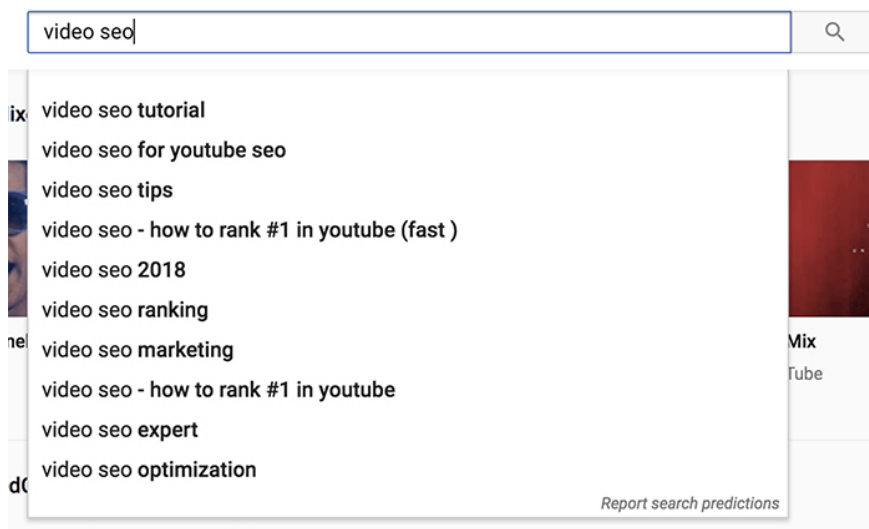 video seo
video seo tutorial
video seo for youtube seo
video seo tips
video seo - how to rank #1 in youtube (fast )
video seo 2018
video seo ranking
video seo marketing
video seo - how to rank #1 in youtube
video seo expert
video seo optimization
Report search predictions
Mix
Tube